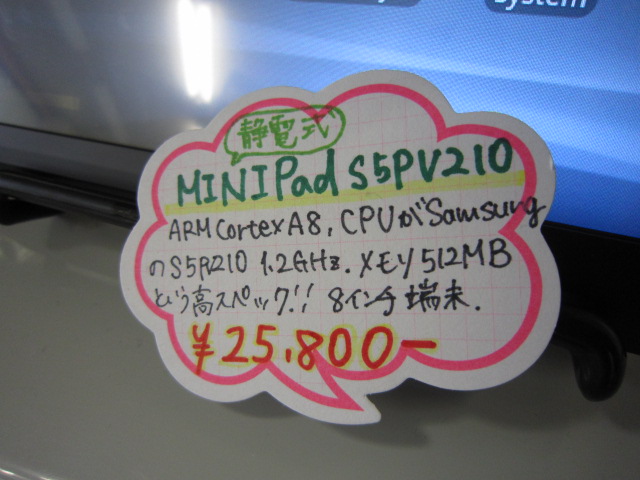 system
静電式
MINIPad S5PV210
ARM Cortex A8, CPUがSamsung
のS5PV210 1.2GHz. メモリ512MB
という高スペック!! 8インチ端末.
¥25,800-